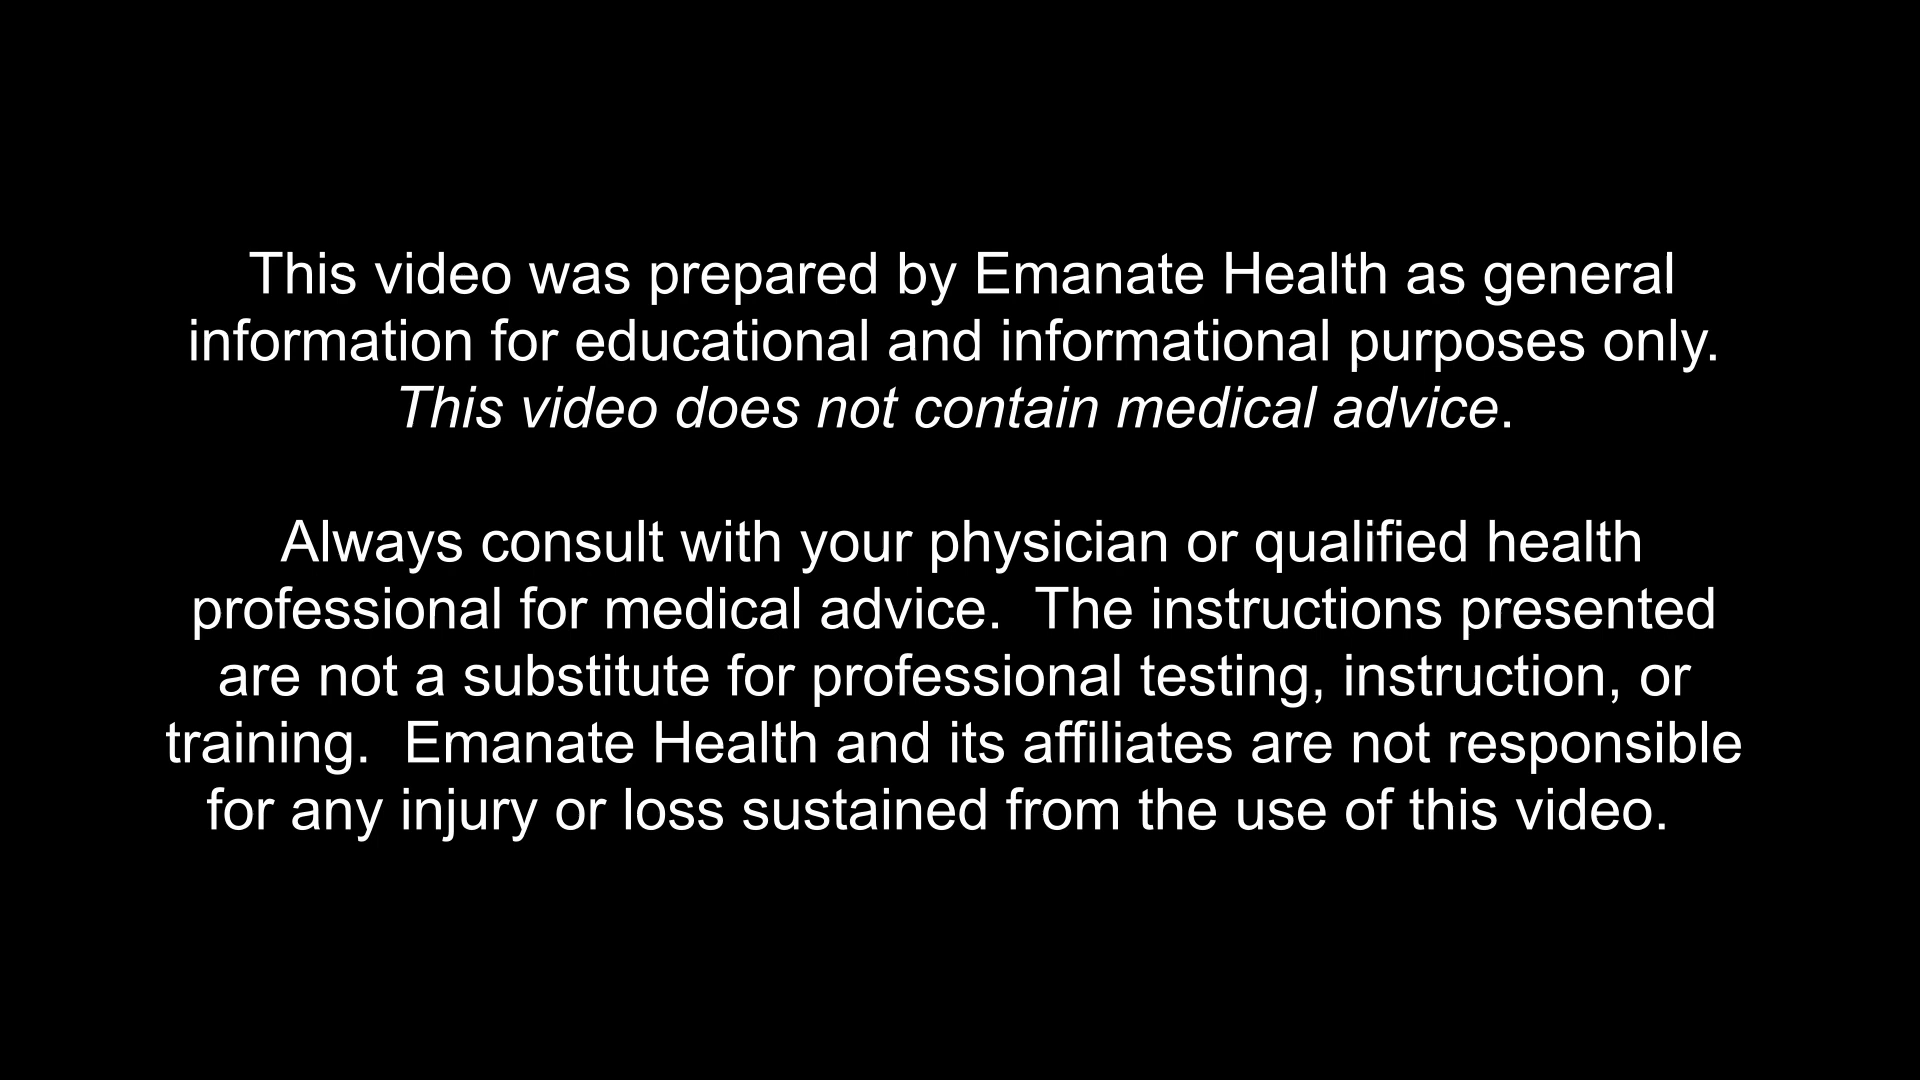 This video was prepared by Emanate Health as general
information for educational and informational purposes only.
This video does not contain medical advice.
Always consult with your physician or qualified health
professional for medical advice.  The instructions presented
are not a substitute for professional testing, instruction, or
training.  Emanate Health and its affiliates are not responsible
for any injury or loss sustained from the use of this video.